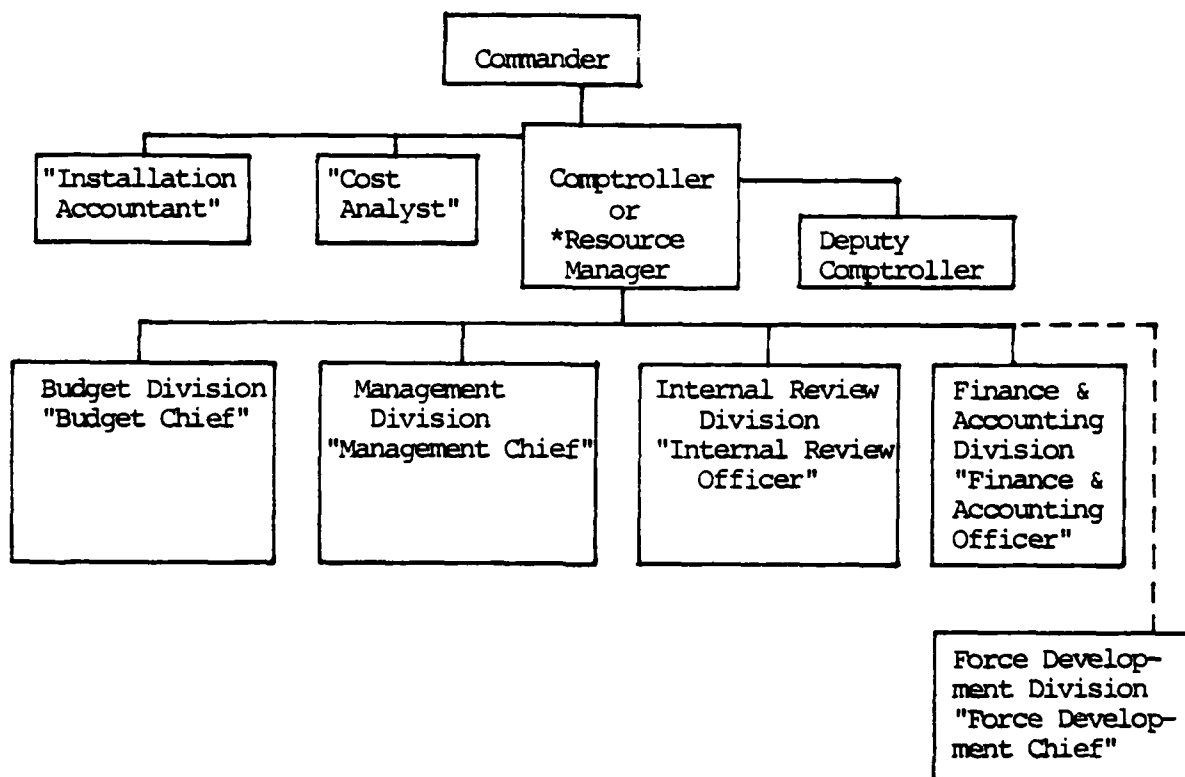 Commander
"Installation
Accountant"
"Cost
Analyst"
Comptroller
or
*Resource
Manager
Deputy
Comptroller
Budget Division
"Budget Chief"
Management
Division
"Management Chief"
Internal Review
Division
"Internal Review
Officer"
Finance &
Accounting
Division
"Finance &
Accounting
Officer"
Force Develop-
ment Division
"Force Develop-
ment Chief"